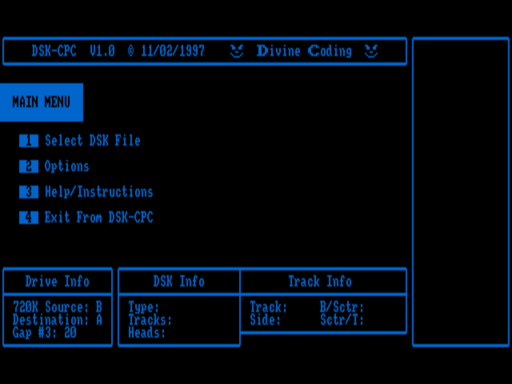 DSK-CPC V1.0 @ 11/02/1997 Divine Coding
MAIN MENU
1 Select DSK File
2 Options
3 Help/Instructions
4 Exit From DSK-CPC
Drive Info
720K Source: B
Destination: A
Gap #3: 20
DSK Info
Type:
Tracks:
Heads:
Track Info
Track: B/Sctr:
Side: Sctr/T: